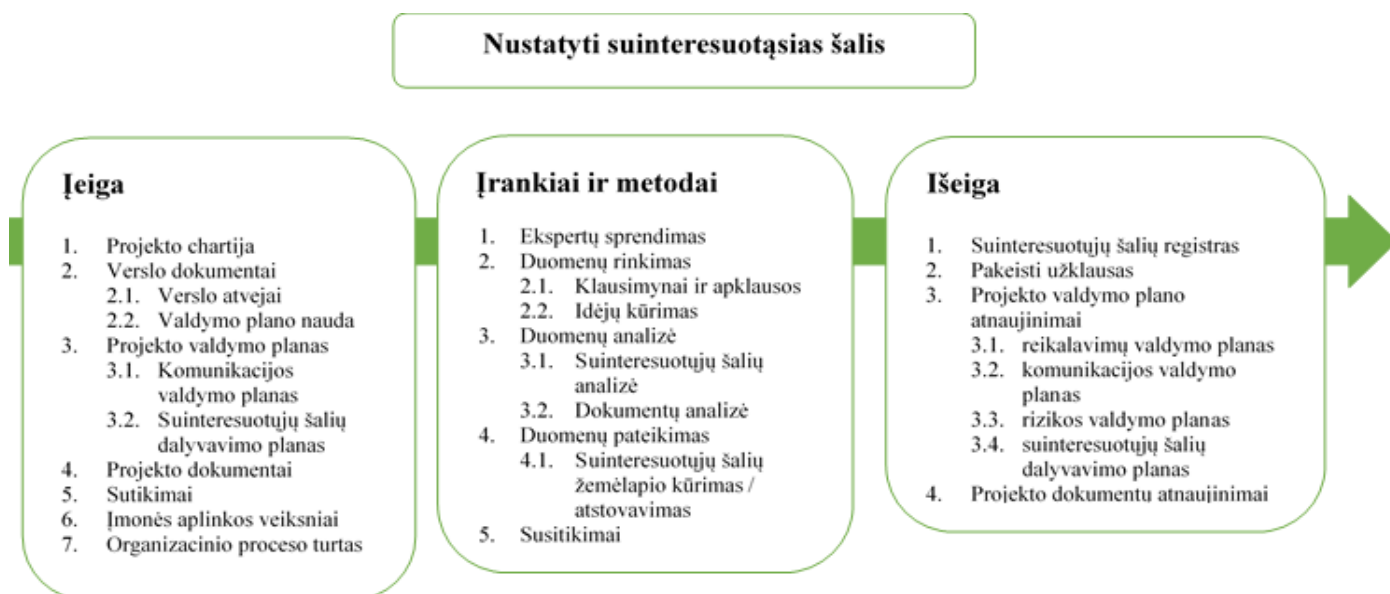 Nustatyti suinteresuotąsias šalis
Įeiga
1. Projekto chartija
2. Verslo dokumentai
2.1. Verslo atvejai
2.2. Valdymo plano nauda
3. Projekto valdymo planas
3.1. Komunikacijos
valdymo planas
3.2. Suinteresuotųjų šalių
dalyvavimo planas
4. Projekto dokumentai
5. Sutikimai
6. Įmonės aplinkos veiksniai
7. Organizacinio proceso turtas
Įrankiai ir metodai
1. Ekspertų sprendimas
2. Duomenų rinkimas
2.1. Klausimynai ir apklausos
2.2. Idėjų kūrimas
3. Duomenų analizė
3.1. Suinteresuotųjų šalių
analizė
3.2. Dokumentų analizė
4. Duomenų pateikimas
4.1. Suinteresuotųjų šalių
žemėlapio kūrimas /
atstovavimas
5. Susitikimai
Išeiga
1. Suinteresuotųjų šalių registras
2. Pakeisti užklausas
3. Projekto valdymo plano
atnaujinimai
3.1. reikalavimų valdymo planas
3.2. komunikacijos valdymo
planas
3.3. rizikos valdymo planas
3.4. suinteresuotųjų šalių
dalyvavimo planas
4. Projekto dokumentų atnaujinimai